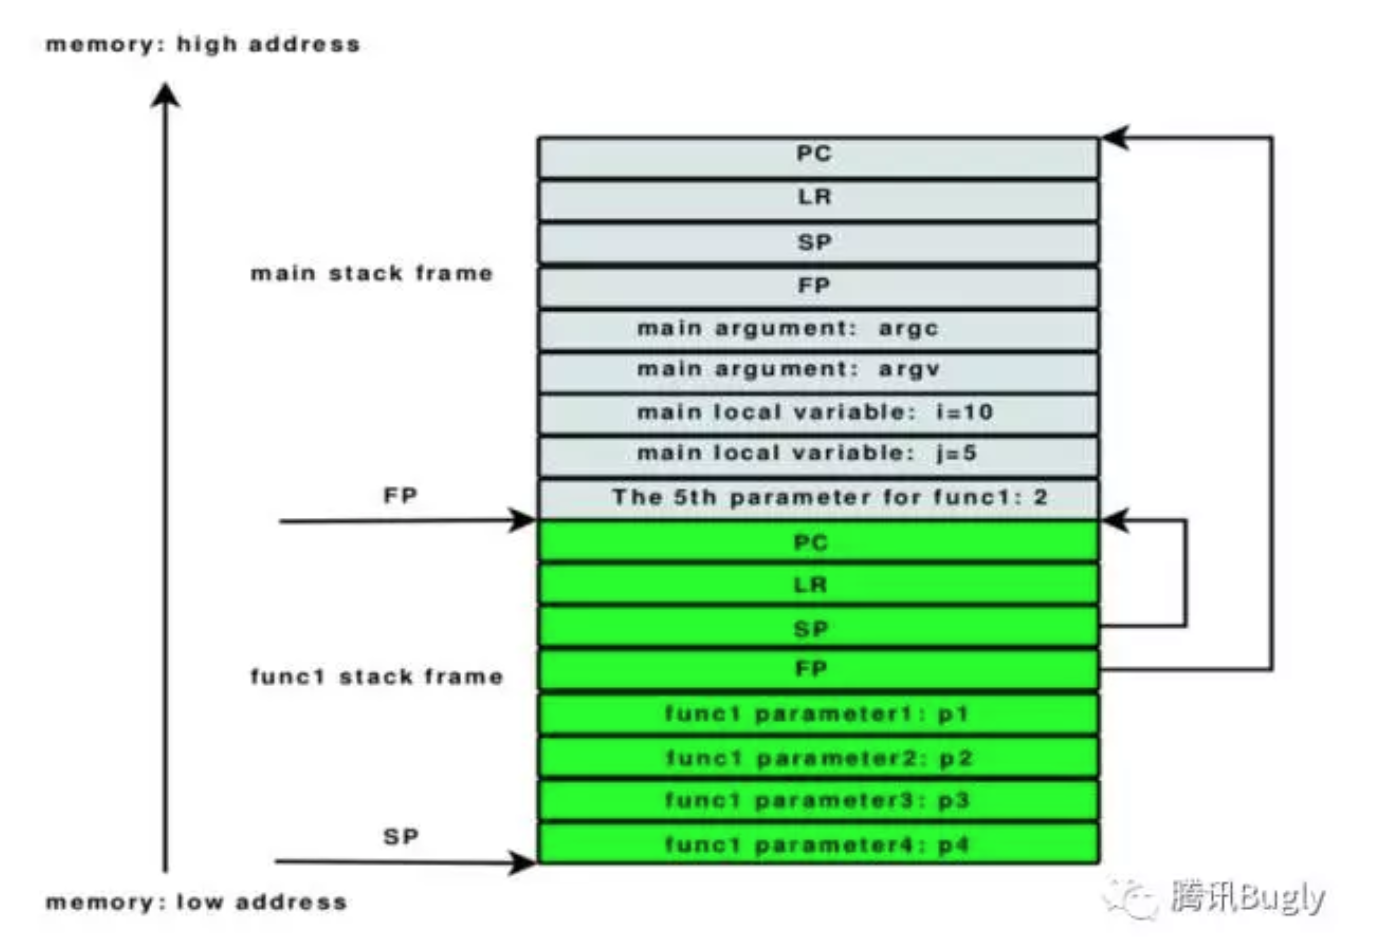 memory: high address
PC
LR
SP
main stack frame
FP
main argument: argc
main argument: argv
main local variable: i=10
main local variable: j=5
FP
The 5th parameter for func1: 2
PC
LR
SP
func1 stack frame
FP
func1 parameter1: p1
func1 parameter2: p2
func1 parameter3: p3
SP
func1 parameter4: p4
memory: low address
腾讯Bugly